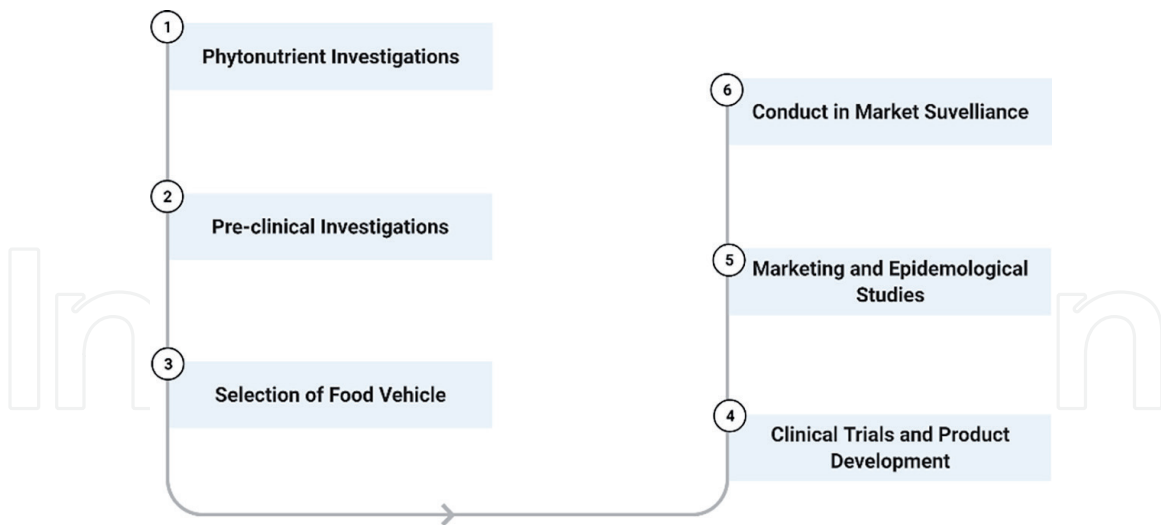 1
Phytonutrient Investigations
2
Pre-clinical Investigations
3
Selection of Food Vehicle
4
Clinical Trials and Product
Development
5
Marketing and Epidemological
Studies
6
Conduct in Market Suvelliance
In
n